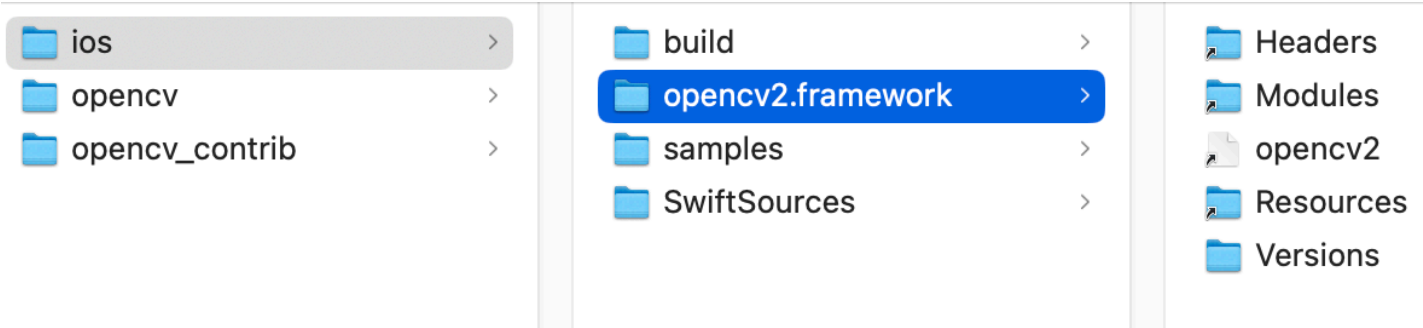 ios
opencv
opencv_contrib
build
opencv2.framework
samples
SwiftSources
Headers
Modules
opencv2
Resources
Versions